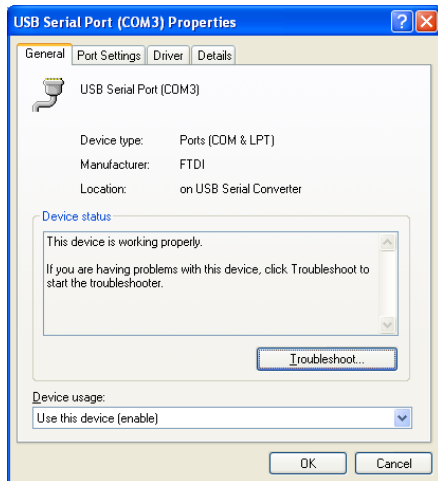 USB Serial Port (COM3) Properties
General Port Settings Driver Details
USB Serial Port (COM3)
Device type: Ports (COM & LPT)
Manufacturer: FTDI
Location: on USB Serial Converter
Device status
This device is working properly.
If you are having problems with this device, click Troubleshoot to
start the troubleshooter.
Troubleshoot...
Device usage:
Use this device (enable)
OK Cancel